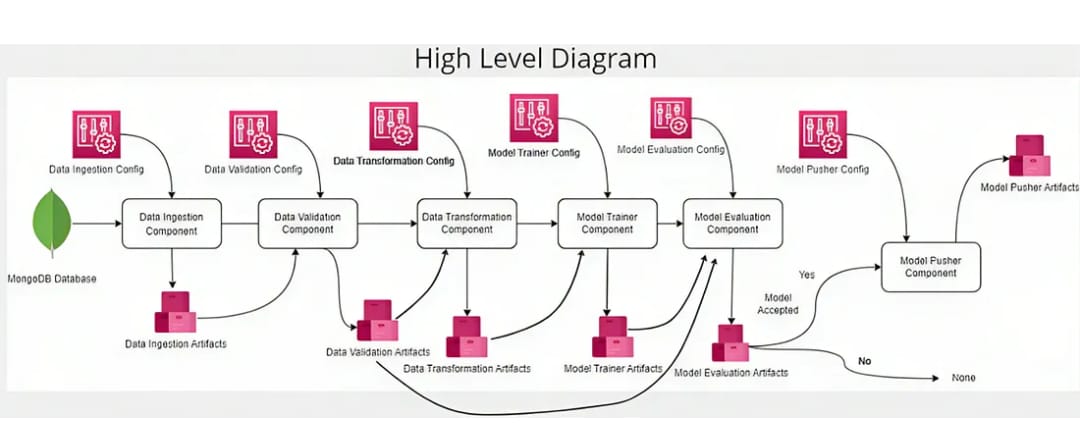 High Level Diagram
Data Ingestion Config
Data Validation Config
Data Transformation Config
Model Trainer Config
Model Evaluation Config
Model Pusher Config
Model Pusher Artifacts
MongoDB Database
Data Ingestion
Component
Data Validation
Component
Data Transformation
Component
Model Trainer
Component
Model Evaluation
Component
Model Pusher
Component
Yes
Model
Accepted
No
None
Data Ingestion Artifacts
Data Validation Artifacts
Data Transformation Artifacts
Model Trainer Artifacts
Model Evaluation Artifacts